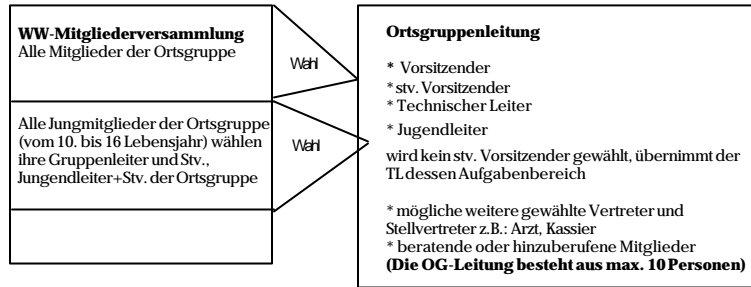 WW-Mitgliederversammlung
Alle Mitglieder der Ortsgruppe
Wahl
Alle Jungmitglieder der Ortsgruppe
(vom 10. bis 16 Lebensjahr) wählen
ihre Gruppenleiter und Stv.,
Jungendleiter+Stv. der Ortsgruppe
Wahl
Ortsgruppenleitung
* Vorsitzender
* stv. Vorsitzender
* Technischer Leiter
* Jugendleiter
wird kein stv. Vorsitzender gewählt, übernimmt der
TL dessen Aufgabenbereich
* mögliche weitere gewählte Vertreter und
Stellvertreter z.B.: Arzt, Kassier
* beratende oder hinzuberufene Mitglieder
(Die OG-Leitung besteht aus max. 10 Personen)